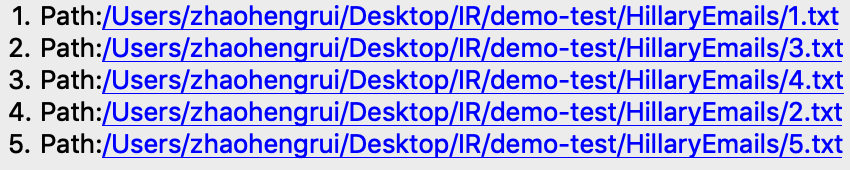 1. Path:/Users/zhaohengrui/Desktop/IR/demo-test/HillaryEmails/1.txt
2. Path:/Users/zhaohengrui/Desktop/IR/demo-test/HillaryEmails/3.txt
3. Path:/Users/zhaohengrui/Desktop/IR/demo-test/HillaryEmails/4.txt
4. Path:/Users/zhaohengrui/Desktop/IR/demo-test/HillaryEmails/2.txt
5. Path:/Users/zhaohengrui/Desktop/IR/demo-test/HillaryEmails/5.txt